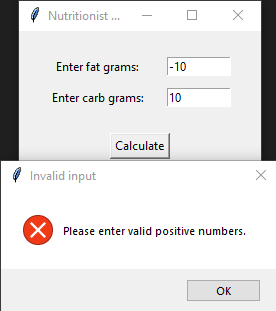 Nutritionist ...
Enter fat grams: -10
Enter carb grams: 10
Calculate
Invalid input
Please enter valid positive numbers.
OK